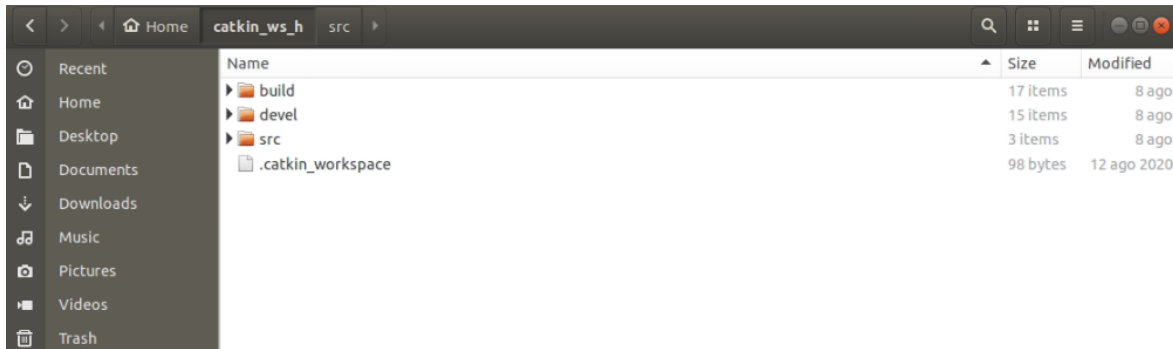 Home catkin_ws_h src
Name Size Modified
Recent
build 17 items 8 ago
Home
devel 15 items 8 ago
Desktop
src 3 items 8 ago
Documents
.catkin_workspace 98 bytes 12 ago 2020
Downloads
Music
Pictures
Videos
Trash